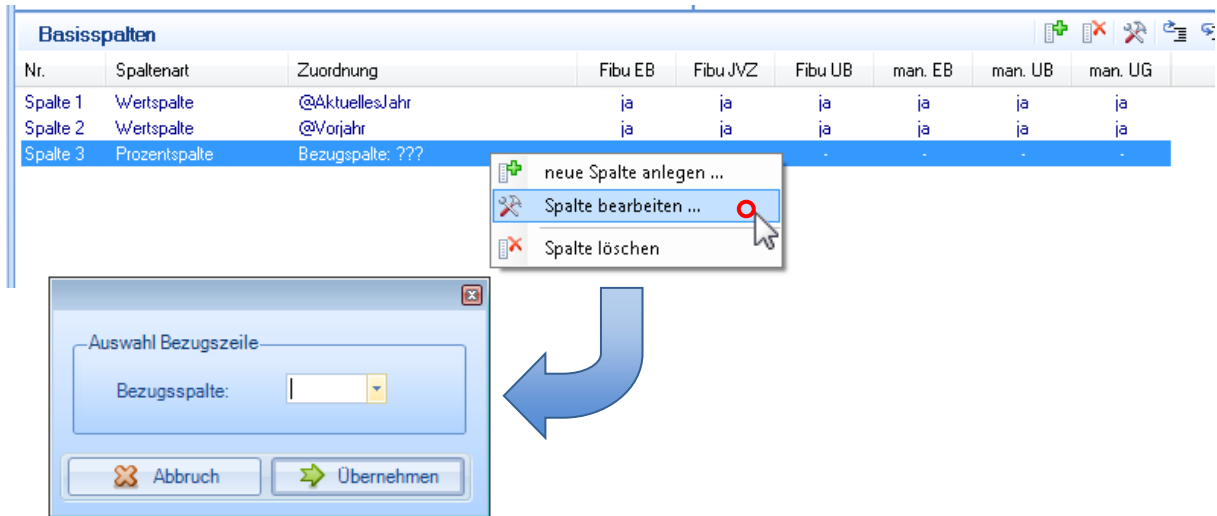 Basisspalten
Nr. Spaltenart Zuordnung Fibu EB Fibu JVZ Fibu UB man. EB man. UB man. UG
Spalte 1 Wertspalte @AktuellesJahr ja ja ja ja ja ja
Spalte 2 Wertspalte @Vorjahr ja ja ja ja ja ja
Spalte 3 Prozentspalte Bezugspalte: ??? - - - -
neue Spalte anlegen ...
Spalte bearbeiten ...
Spalte löschen
Auswahl Bezugszeile
Bezugsspalte:
Abbruch Übernehmen